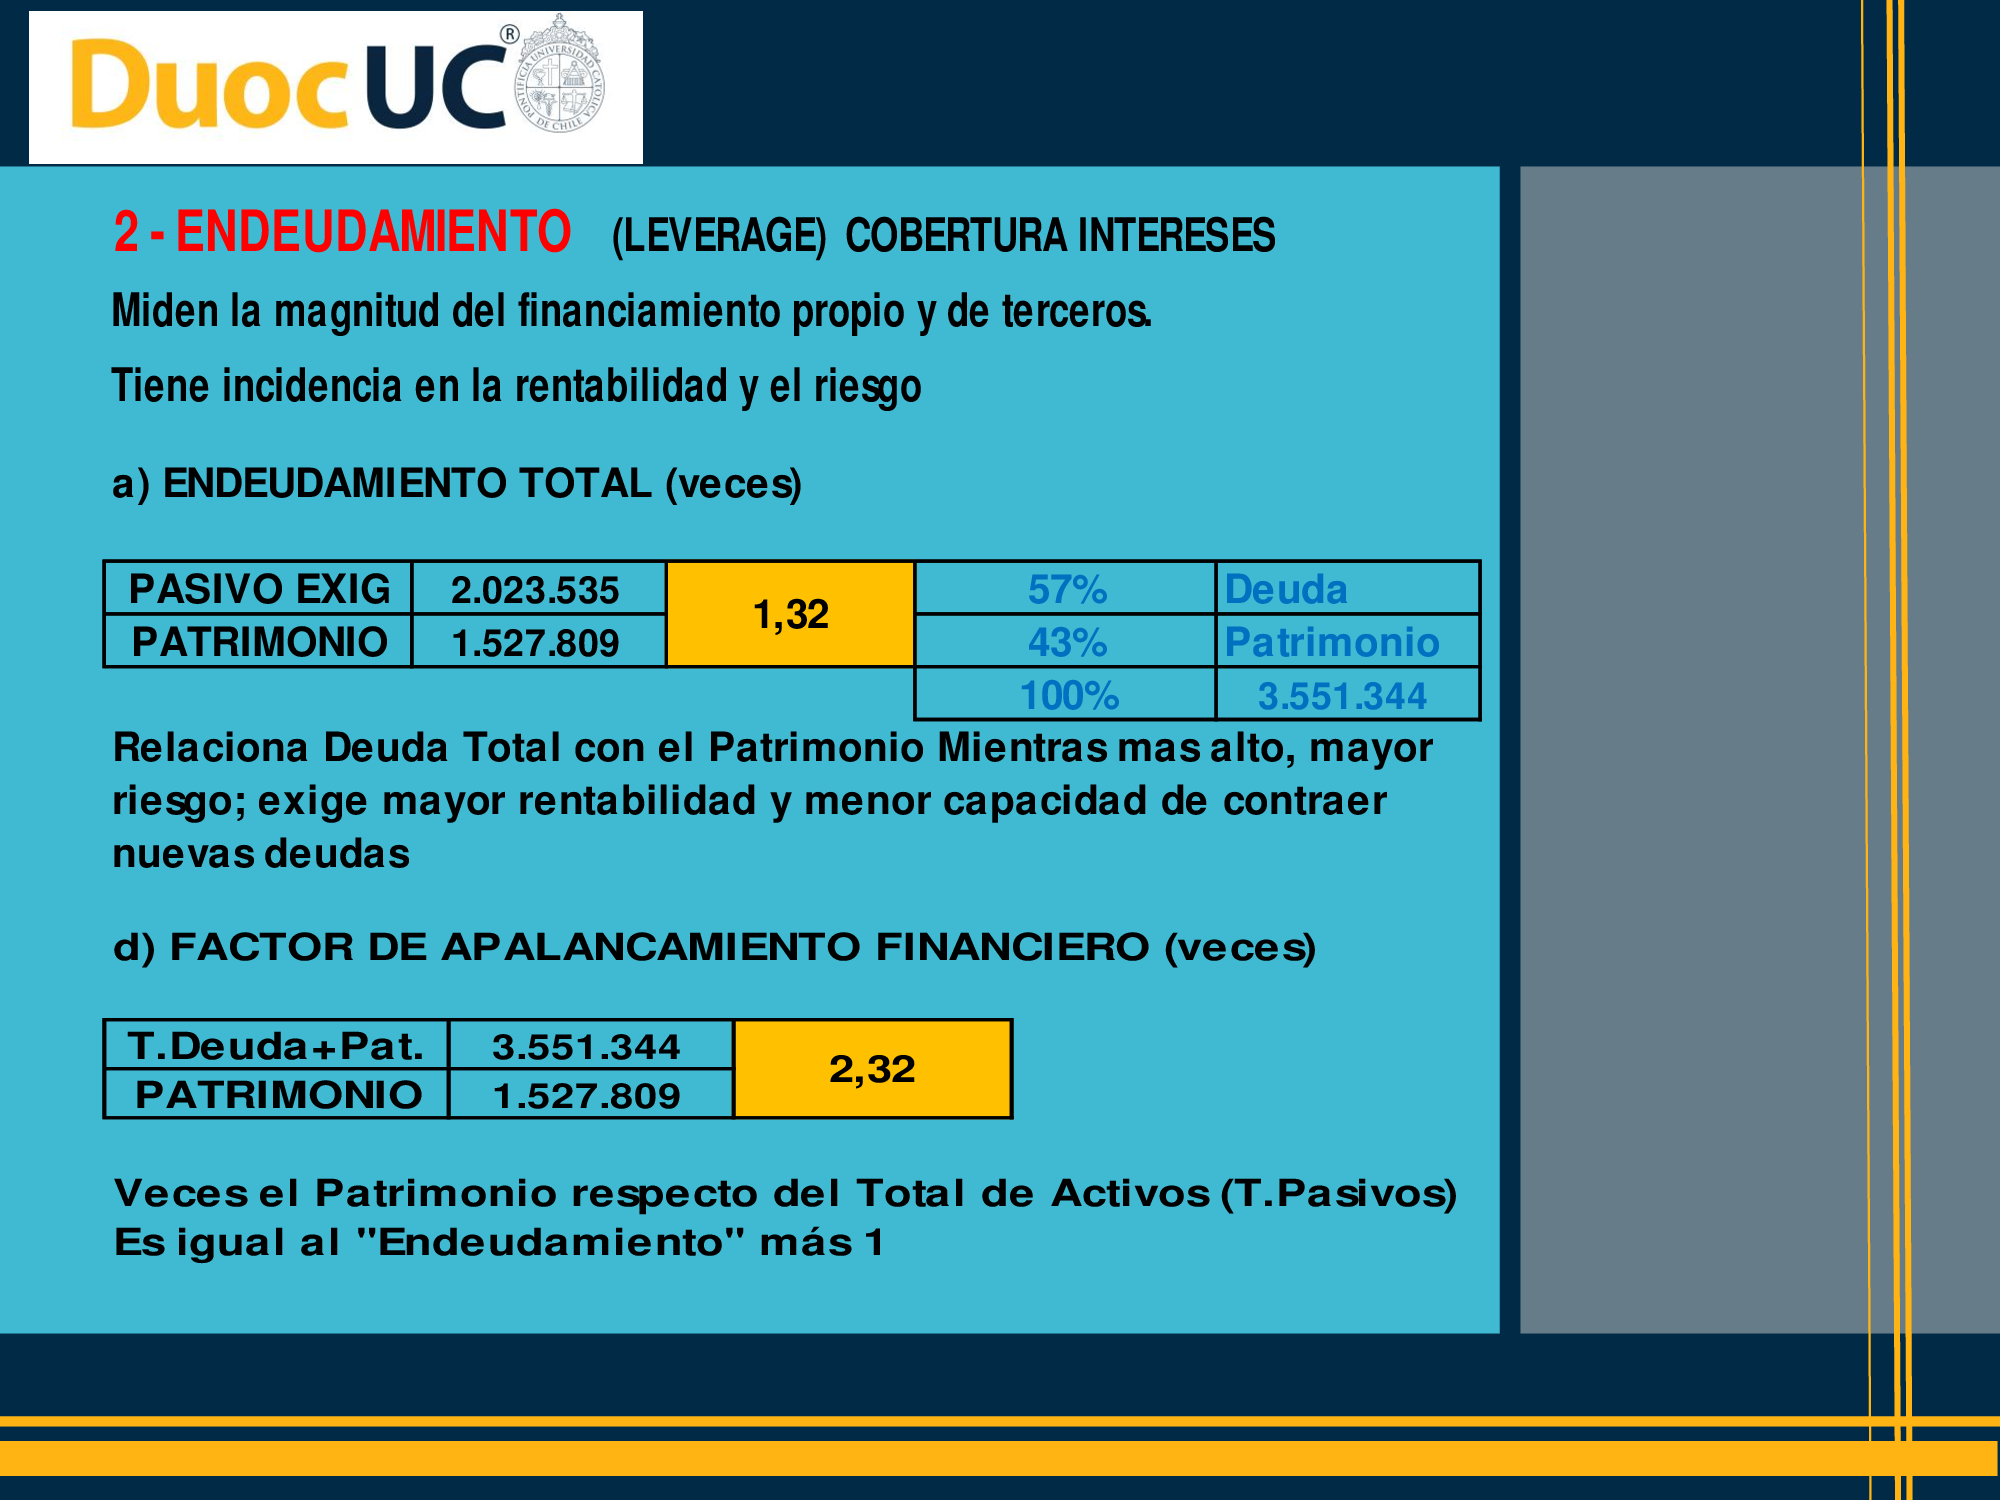 Duoc UC ®
PONTIFICIA UNIVERSIDAD CATOLICA DE CHILE
2 - ENDEUDAMIENTO (LEVERAGE) COBERTURA INTERESES
Miden la magnitud del financiamiento propio y de terceros.
Tiene incidencia en la rentabilidad y el riesgo
a) ENDEUDAMIENTO TOTAL (veces)
PASIVO EXIG 2.023.535 1,32 57% Deuda
PATRIMONIO 1.527.809 43% Patrimonio
100% 3.551.344
Relaciona Deuda Total con el Patrimonio Mientras mas alto, mayor
riesgo; exige mayor rentabilidad y menor capacidad de contraer
nuevas deudas
d) FACTOR DE APALANCAMIENTO FINANCIERO (veces)
T.Deuda+Pat. 3.551.344 2,32
PATRIMONIO 1.527.809
Veces el Patrimonio respecto del Total de Activos (T.Pasivos)
Es igual al "Endeudamiento" más 1